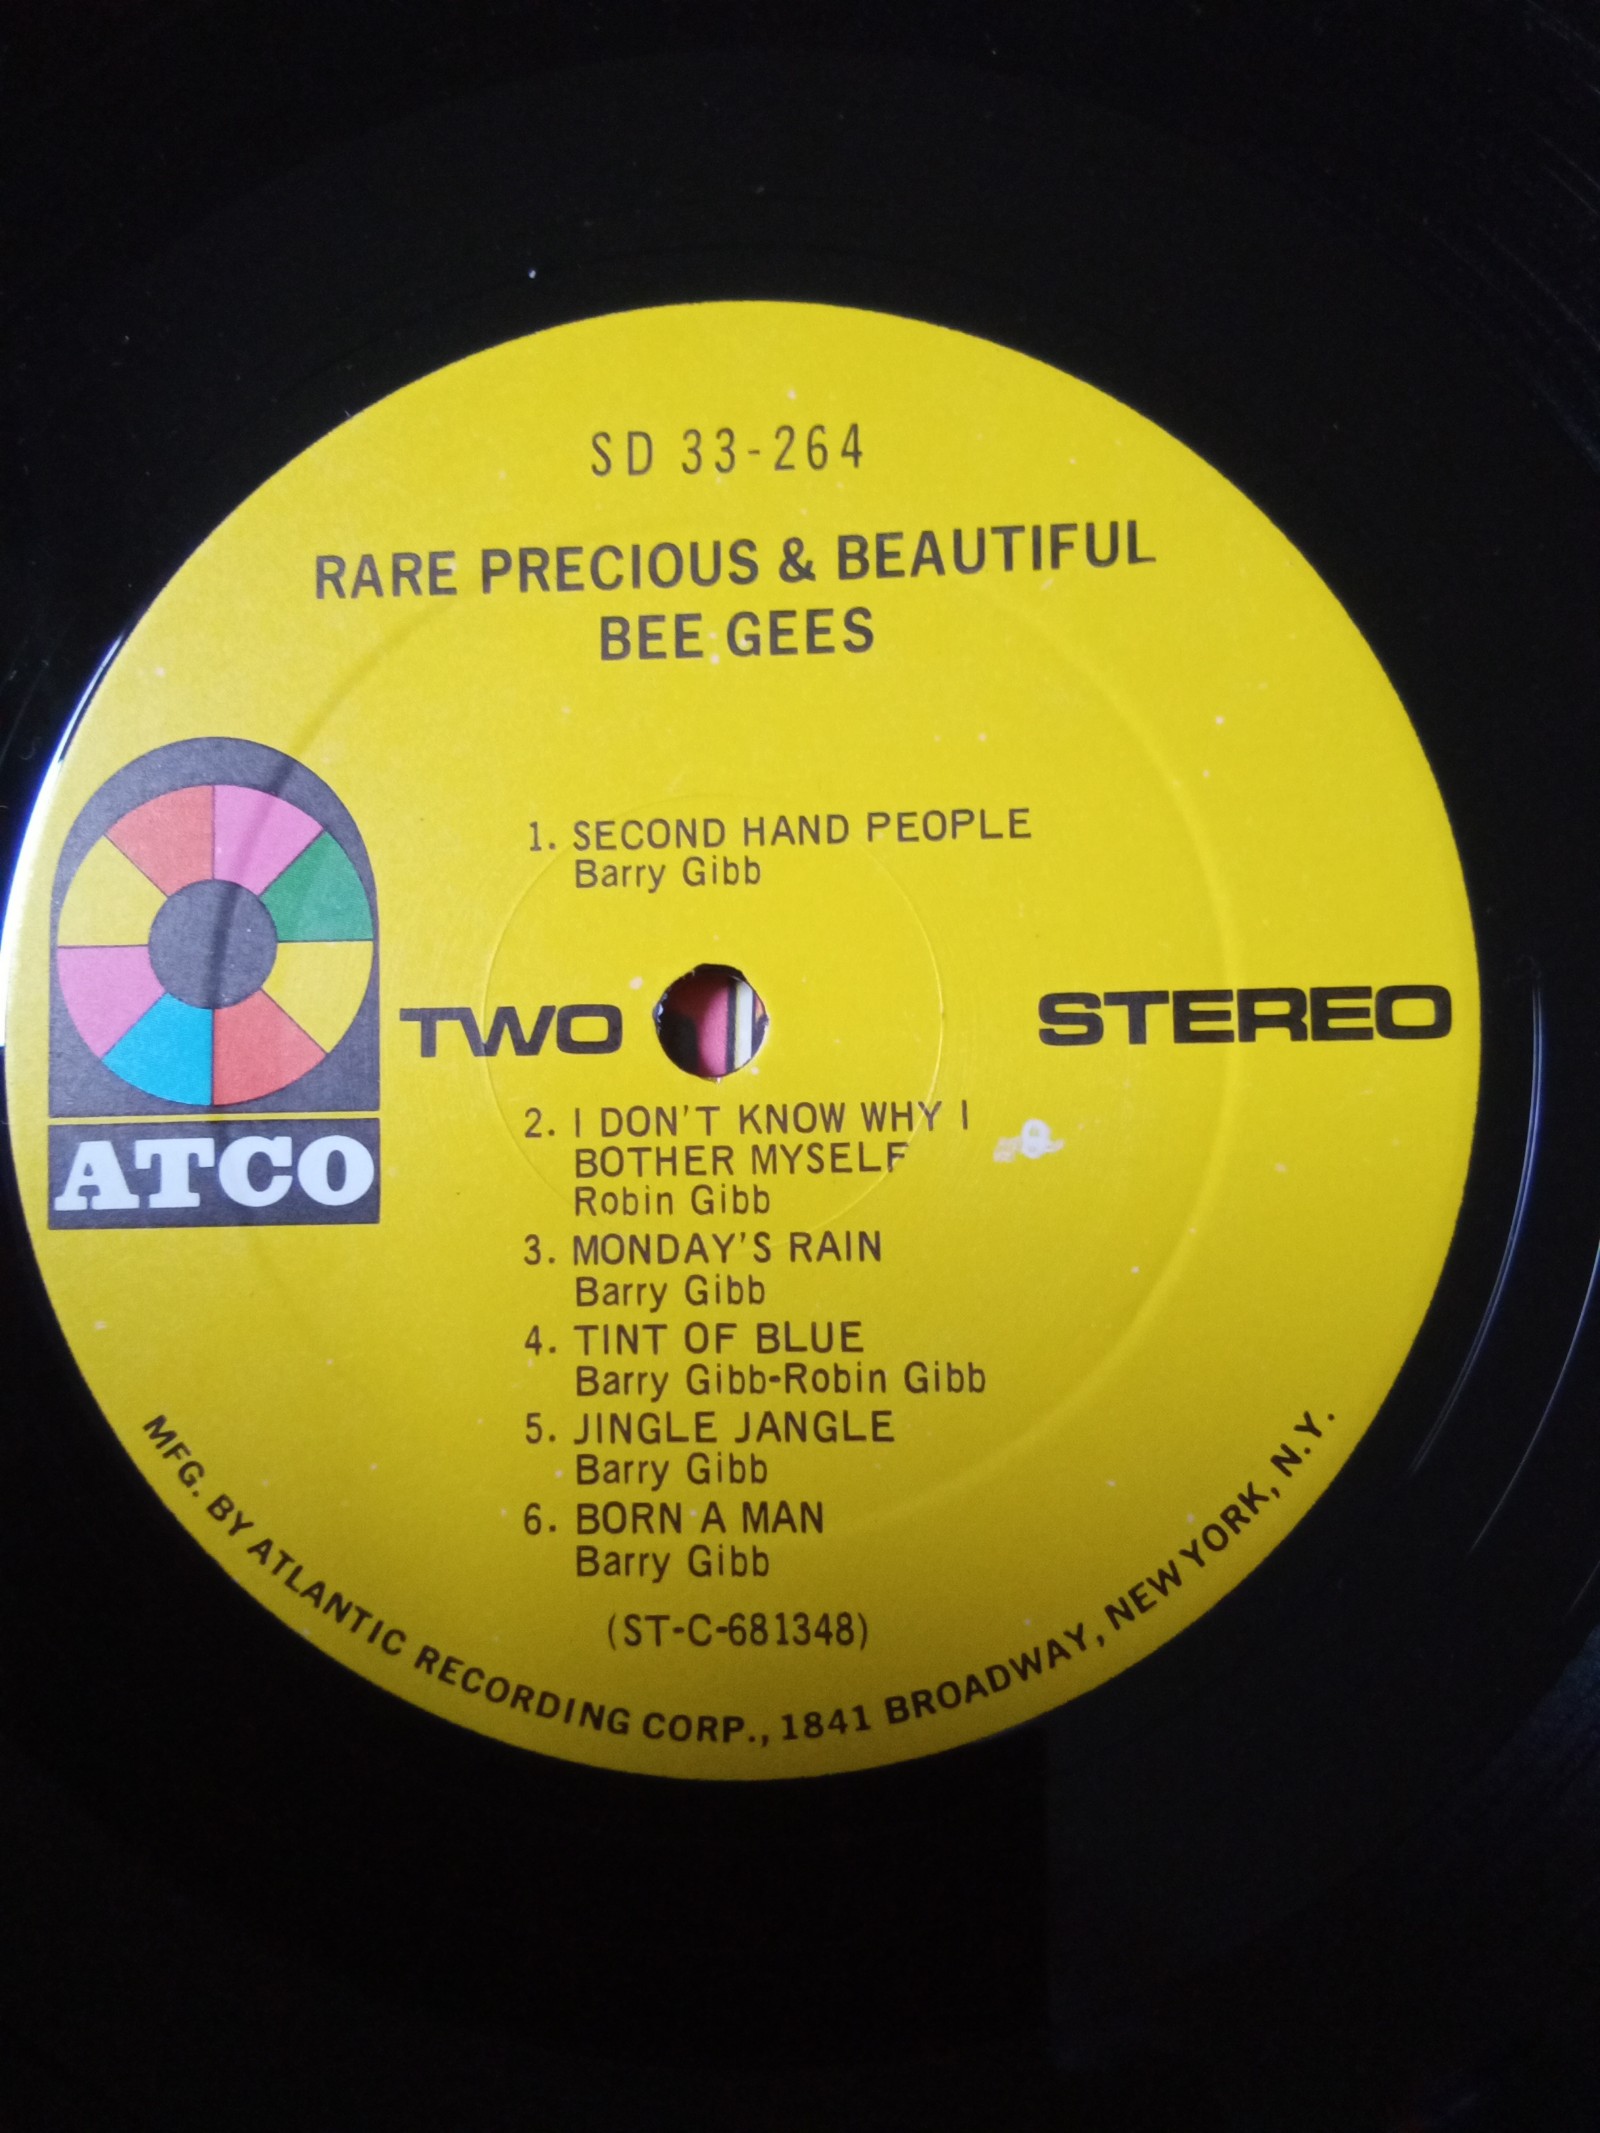 SD 33-264
RARE PRECIOUS & BEAUTIFUL
BEE GEES
1. SECOND HAND PEOPLE
Barry Gibb
ATCO
TWO
STEREO
2. I DON'T KNOW WHY I
BOTHER MYSELF
Robin Gibb
3. MONDAY'S RAIN
Barry Gibb
4. TINT OF BLUE
Barry Gibb-Robin Gibb
5. JINGLE JANGLE
Barry Gibb
6. BORN A MAN
Barry Gibb
(ST-C-681348)
MFG. BY ATLANTIC RECORDING CORP., 1841 BROADWAY, NEW YORK, N.Y.